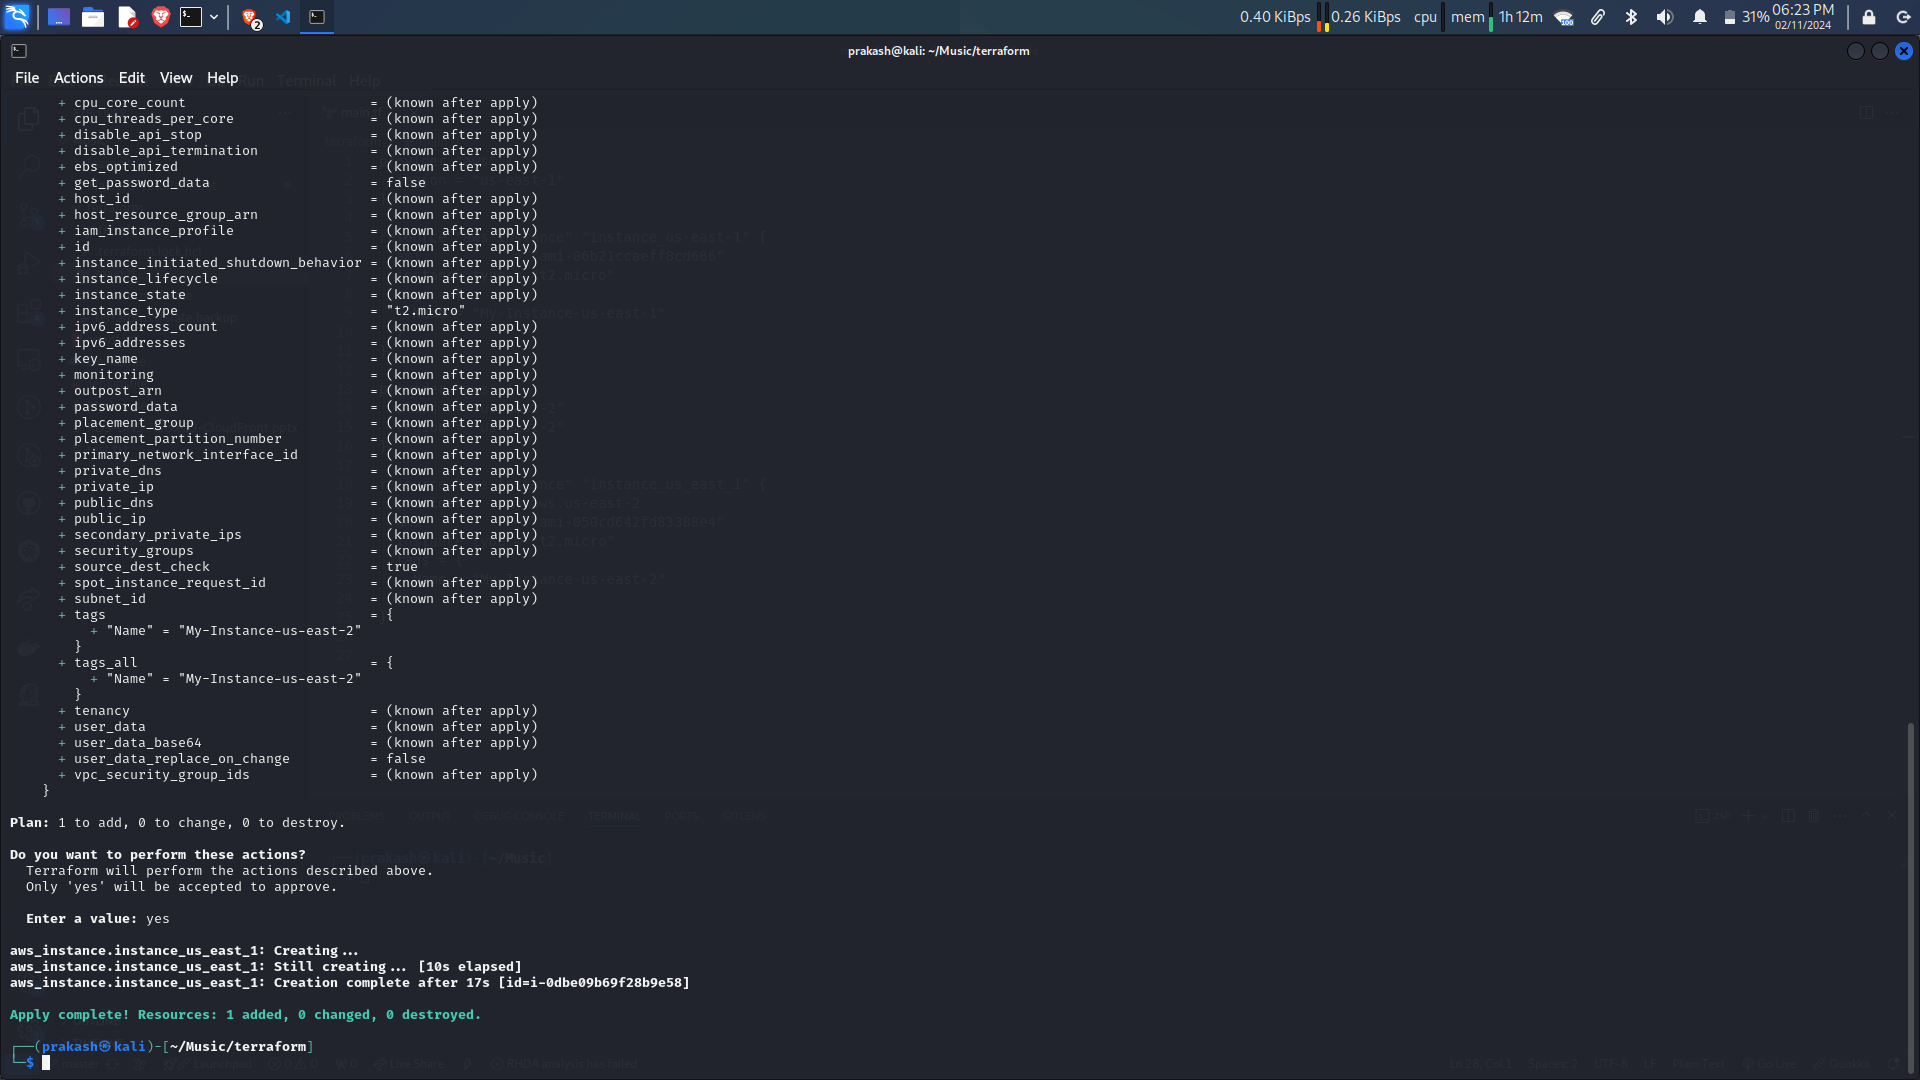 2
0.40 KiBps 0.26 KiBps cpu mem 1h 12m 100 31% 06:23 PM
02/11/2024
prakash@kali: ~/Music/terraform
File Actions Edit View Help
+ cpu_core_count = (known after apply)
+ cpu_threads_per_core = (known after apply)
+ disable_api_stop = (known after apply)
+ disable_api_termination = (known after apply)
+ ebs_optimized = (known after apply)
+ get_password_data = false
+ host_id = (known after apply)
+ host_resource_group_arn = (known after apply)
+ iam_instance_profile = (known after apply)
+ id = (known after apply)
+ instance_initiated_shutdown_behavior = (known after apply)
+ instance_lifecycle = (known after apply)
+ instance_state = (known after apply)
+ instance_type = "t2.micro"
+ ipv6_address_count = (known after apply)
+ ipv6_addresses = (known after apply)
+ key_name = (known after apply)
+ monitoring = (known after apply)
+ outpost_arn = (known after apply)
+ password_data = (known after apply)
+ placement_group = (known after apply)
+ placement_partition_number = (known after apply)
+ primary_network_interface_id = (known after apply)
+ private_dns = (known after apply)
+ private_ip = (known after apply)
+ public_dns = (known after apply)
+ public_ip = (known after apply)
+ secondary_private_ips = (known after apply)
+ security_groups = (known after apply)
+ source_dest_check = true
+ spot_instance_request_id = (known after apply)
+ subnet_id = (known after apply)
+ tags = {
+ "Name" = "My-Instance-us-east-2"
}
+ tags_all = {
+ "Name" = "My-Instance-us-east-2"
}
+ tenancy = (known after apply)
+ user_data = (known after apply)
+ user_data_base64 = (known after apply)
+ user_data_replace_on_change = false
+ vpc_security_group_ids = (known after apply)
}
Plan: 1 to add, 0 to change, 0 to destroy.
Do you want to perform these actions?
Terraform will perform the actions described above.
Only 'yes' will be accepted to approve.
Enter a value: yes
aws_instance.instance_us_east_1: Creating...
aws_instance.instance_us_east_1: Still creating... [10s elapsed]
aws_instance.instance_us_east_1: Creation complete after 17s [id=i-0dbe09b69f28b9e58]
Apply complete! Resources: 1 added, 0 changed, 0 destroyed.
┌──(prakash㉿kali)-[~/Music/terraform]
└─$